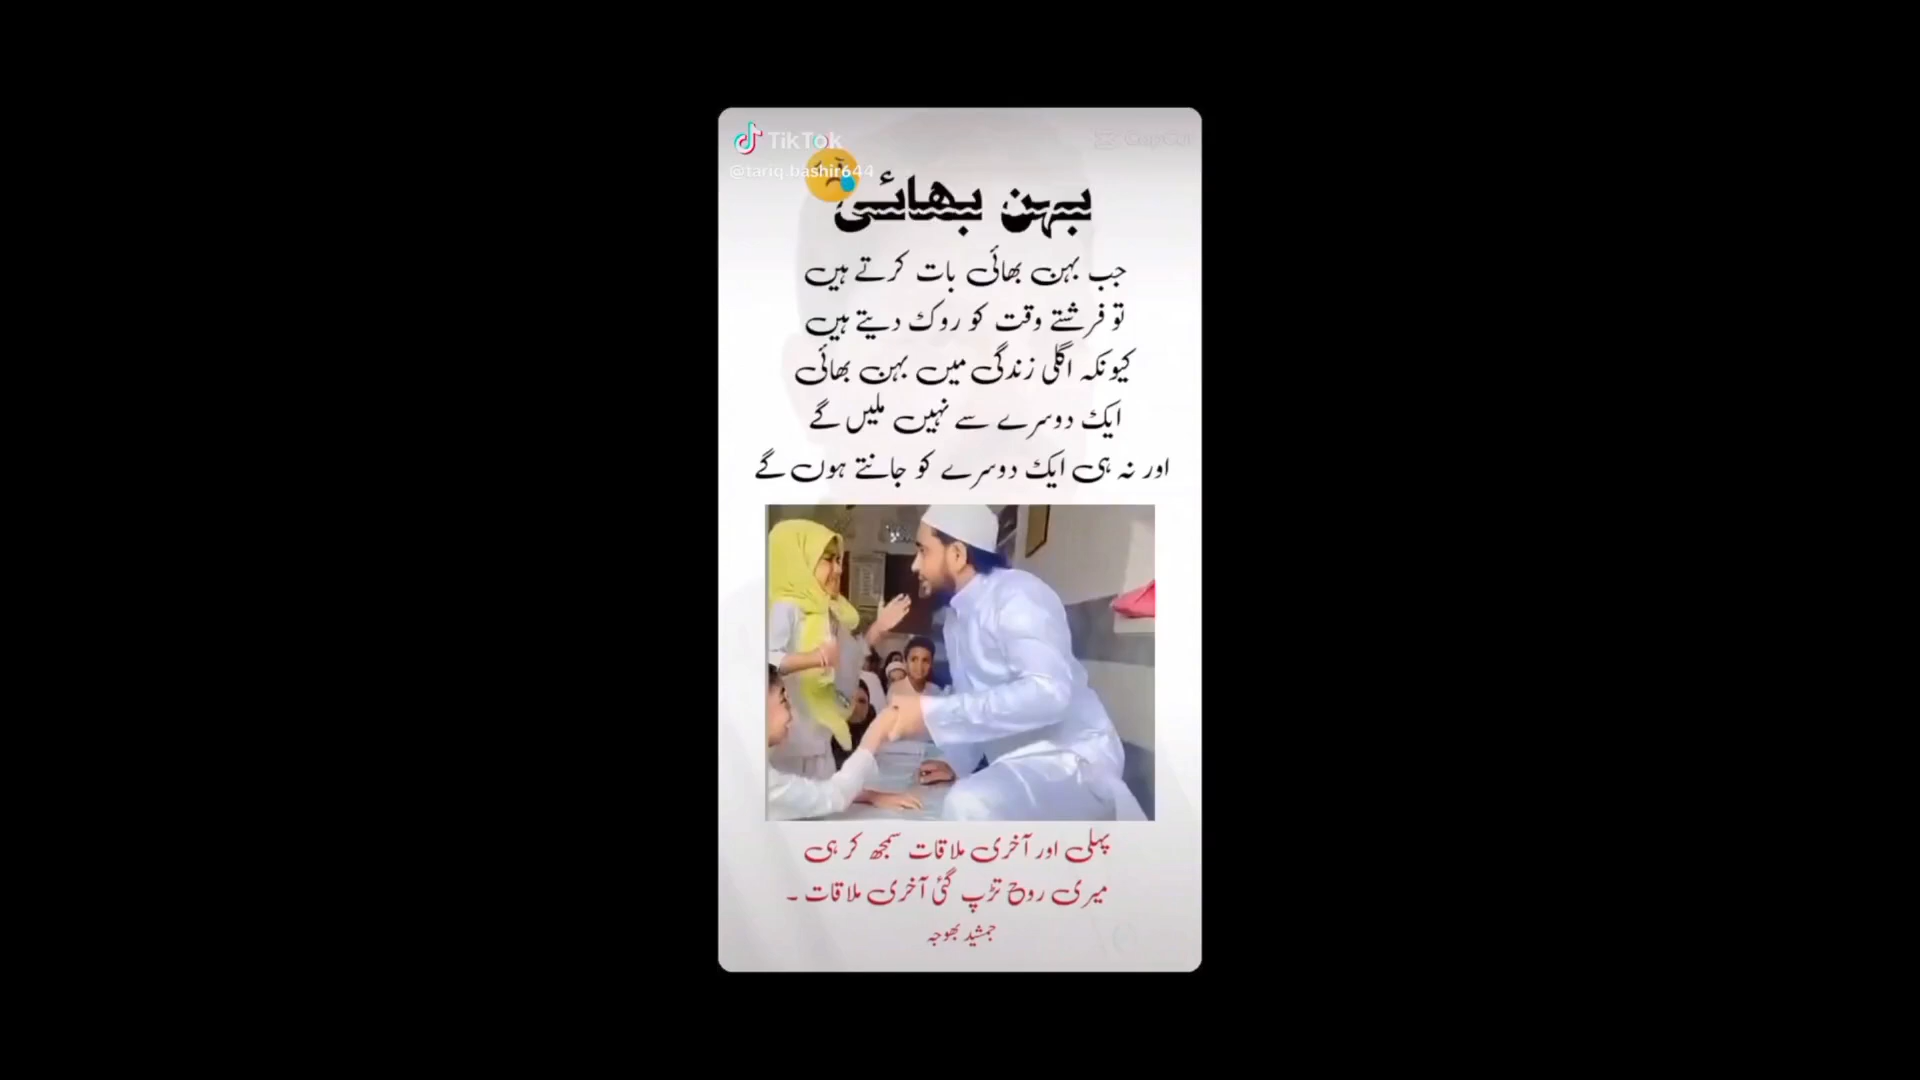 TikTok
@tariq.bashir644
CapCut
بہن بھائی
جب بہن بھائی بات کرتے ہیں
تو فرشتے وقت کو روک دیتے ہیں
کیونکہ اگلی زندگی میں بہن بھائی
ایک دوسرے سے نہیں ملیں گے
اور نہ ہی ایک دوسرے کو جانتے ہوں گے
پہلی اور آخری ملاقات سمجھ کر ہی
میری روح تڑپ گئی آخری ملاقات ۔
جمشید بھوجہ